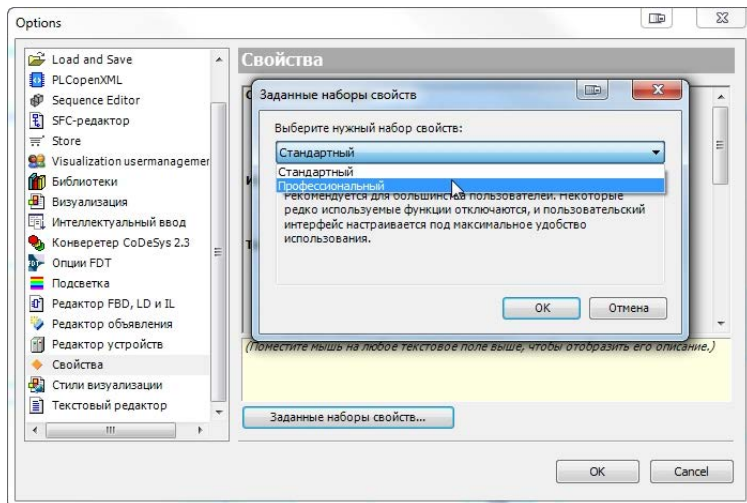 Options
Load and Save
PLCopenXML
Sequence Editor
SFC-редактор
Store
Visualization usermanagemer
Библиотеки
Визуализация
Интеллектуальный ввод
Конверетер CoDeSys 2.3
Опции FDT
Подсветка
Редактор FBD, LD и IL
Редактор объявления
Редактор устройств
Свойства
Стили визуализации
Текстовый редактор
Свойства
Заданные наборы свойств
Выберите нужный набор свойств:
Стандартный
Стандартный
Профессиональный
Рекомендуется для большинства пользователей. Некоторые
редко используемые функции отключаются, и пользовательский
интерфейс настраивается под максимальное удобство
использования.
OK
Отмена
(Поместите мышь на любое текстовое поле выше, чтобы отобразить его описание.)
Заданные наборы свойств...
OK
Cancel